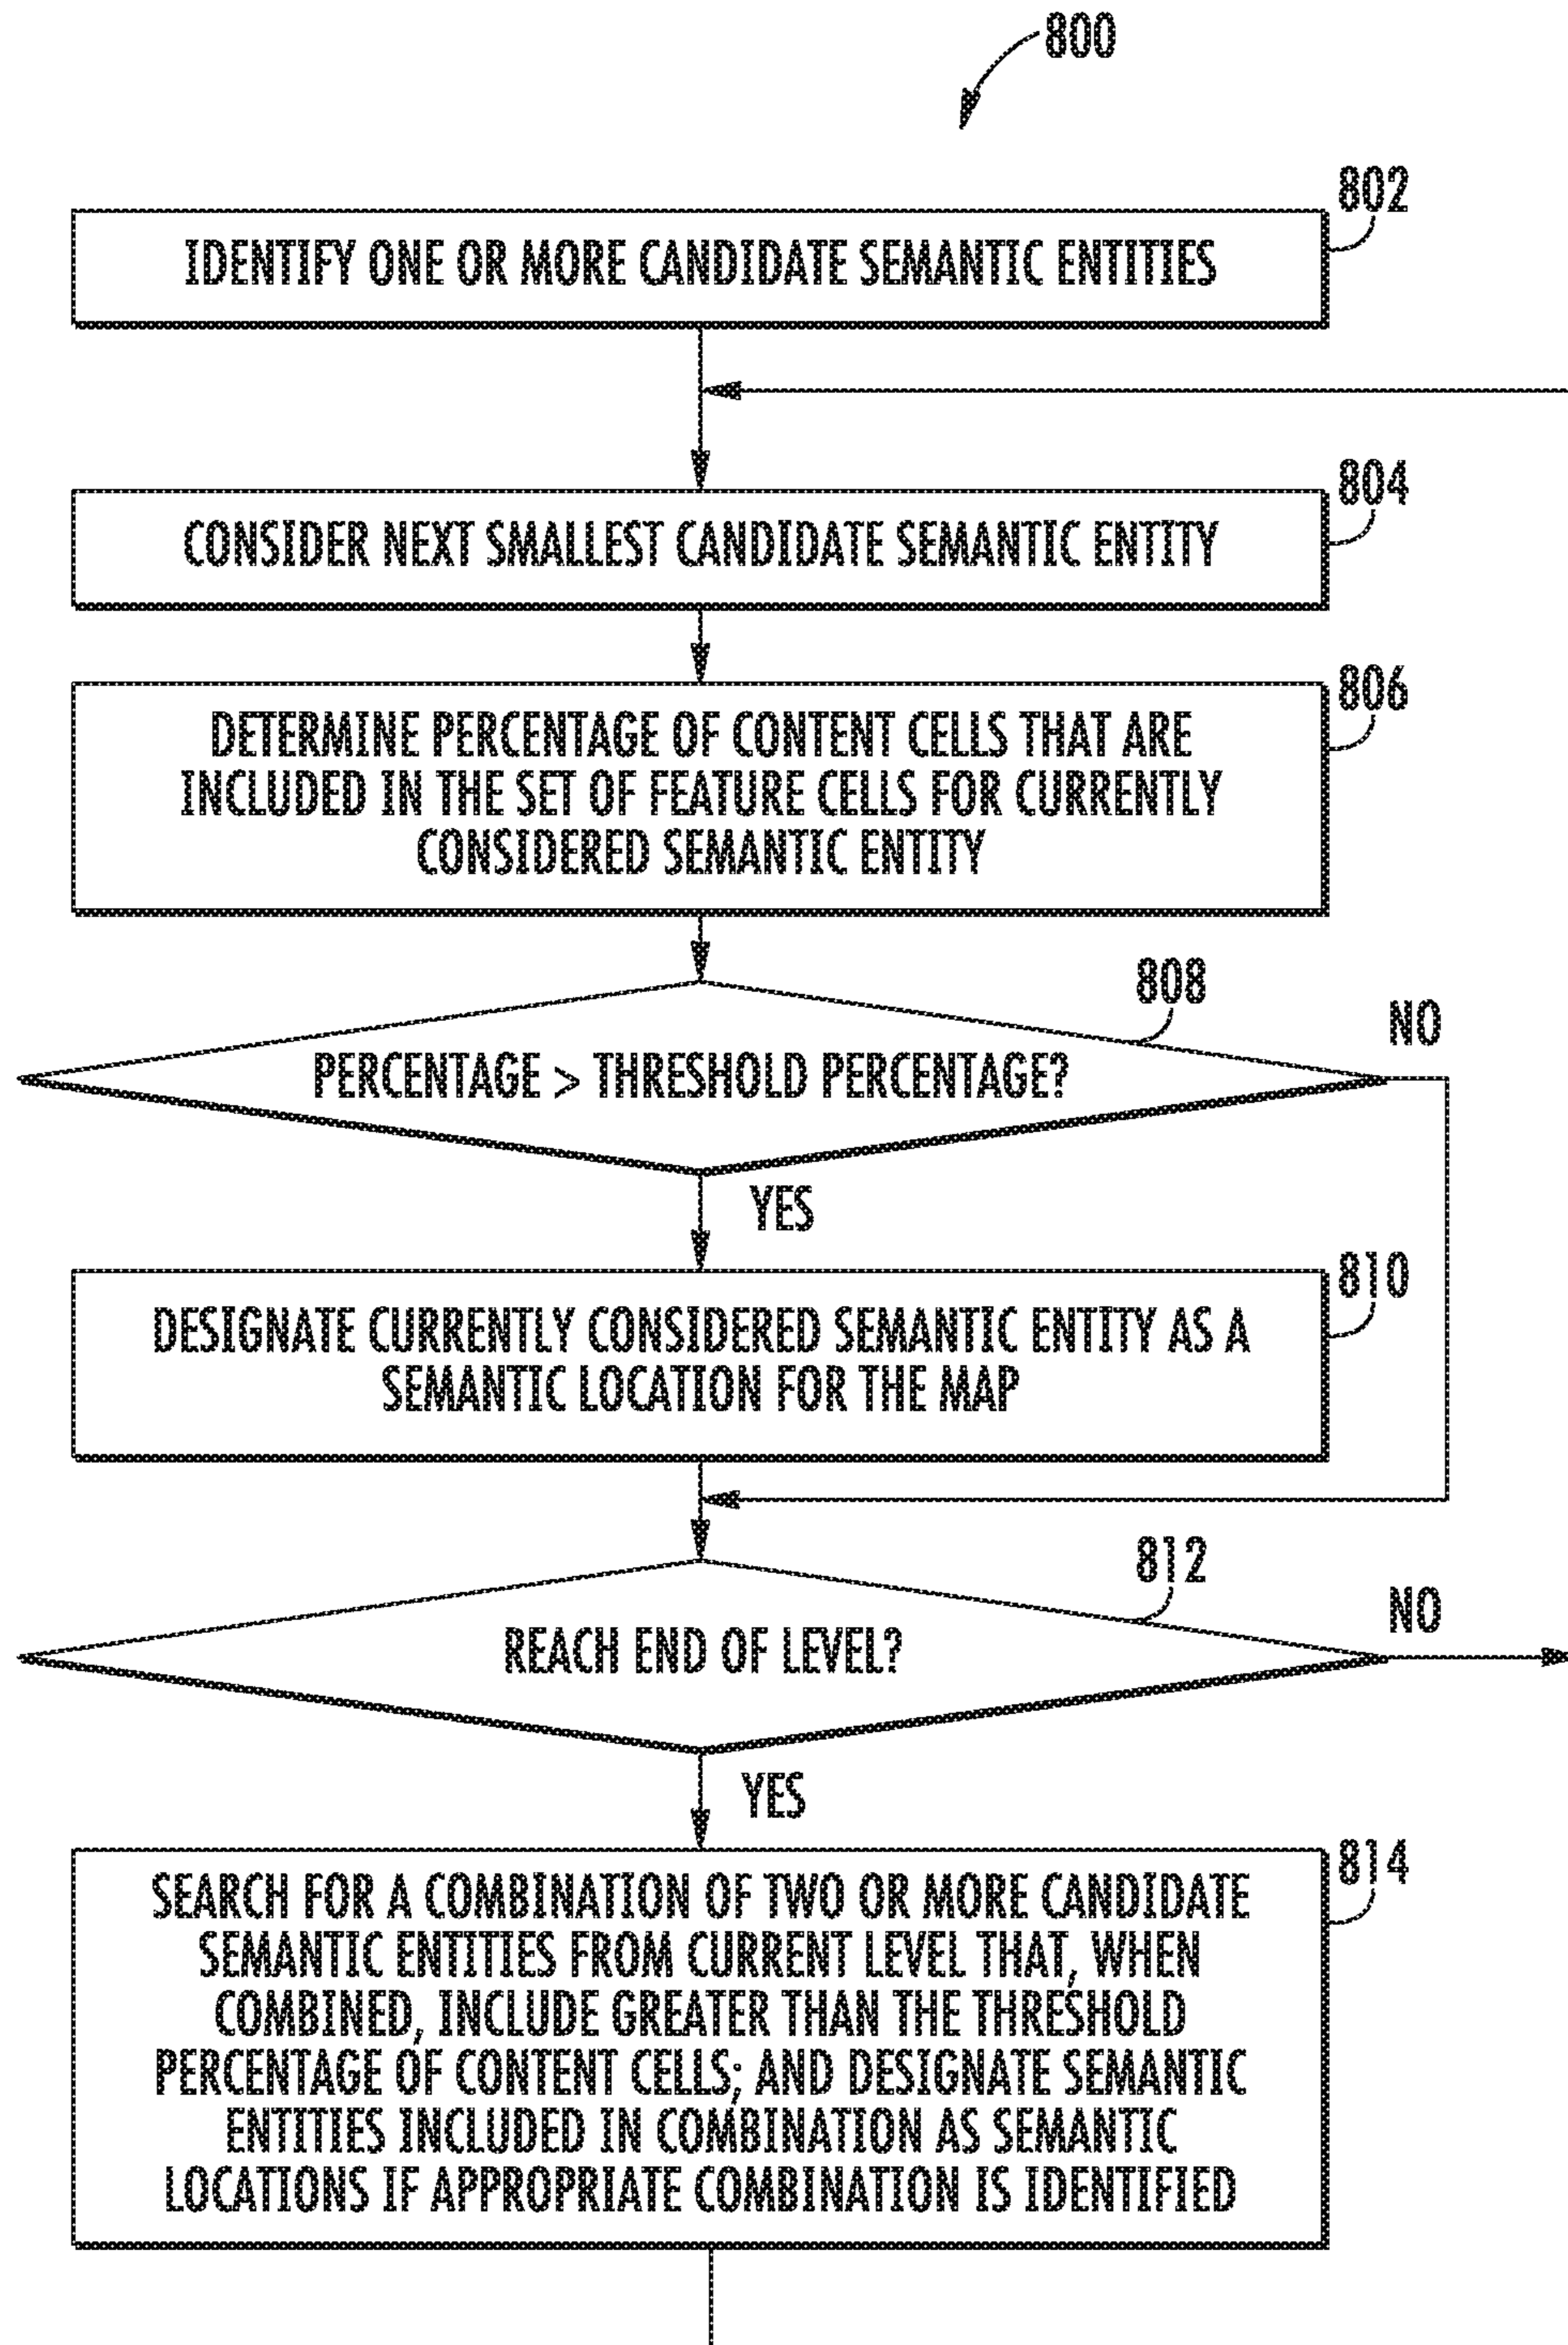 800
802
IDENTIFY ONE OR MORE CANDIDATE SEMANTIC ENTITIES
804
CONSIDER NEXT SMALLEST CANDIDATE SEMANTIC ENTITY
806
DETERMINE PERCENTAGE OF CONTENT CELLS THAT ARE
INCLUDED IN THE SET OF FEATURE CELLS FOR CURRENTLY
CONSIDERED SEMANTIC ENTITY
808
NO
PERCENTAGE > THRESHOLD PERCENTAGE?
YES
810
DESIGNATE CURRENTLY CONSIDERED SEMANTIC ENTITY AS A
SEMANTIC LOCATION FOR THE MAP
812
NO
REACH END OF LEVEL?
YES
814
SEARCH FOR A COMBINATION OF TWO OR MORE CANDIDATE
SEMANTIC ENTITIES FROM CURRENT LEVEL THAT, WHEN
COMBINED, INCLUDE GREATER THAN THE THRESHOLD
PERCENTAGE OF CONTENT CELLS; AND DESIGNATE SEMANTIC
ENTITIES INCLUDED IN COMBINATION AS SEMANTIC
LOCATIONS IF APPROPRIATE COMBINATION IS IDENTIFIED